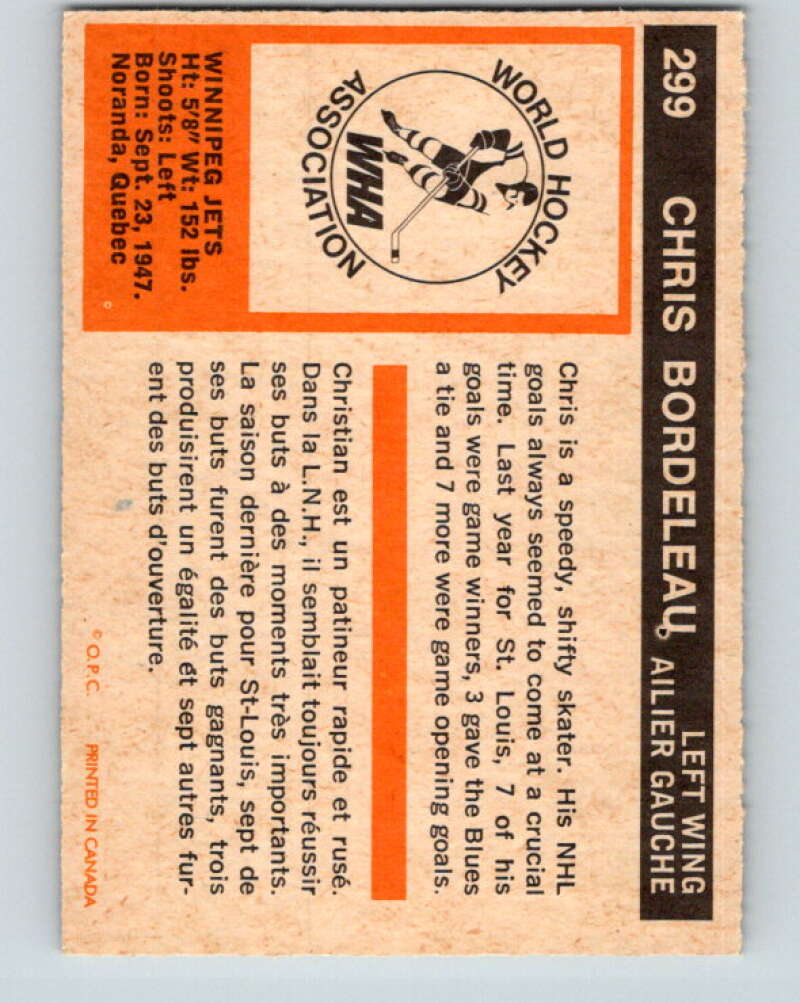 299 CHRIS BORDELEAU, LEFT WING
AILIER GAUCHE
WORLD HOCKEY
ASSOCIATION
WHA
WINNIPEG JETS
Ht: 5'8" Wt: 152 lbs.
Shoots: Left
Born: Sept. 23, 1947.
Noranda, Quebec
Chris is a speedy, shifty skater. His NHL
goals always seemed to come at a crucial
time. Last year for St. Louis, 7 of his
goals were game winners, 3 gave the Blues
a tie and 7 more were game opening goals.
Christian est un patineur rapide et rusé.
Dans la L.N.H., il semblait toujours réussir
ses buts à des moments très importants.
La saison dernière pour St-Louis, sept de
ses buts furent des buts gagnants, trois
produisirent un égalité et sept autres fur-
ent des buts d'ouverture.
© O.P.C. PRINTED IN CANADA